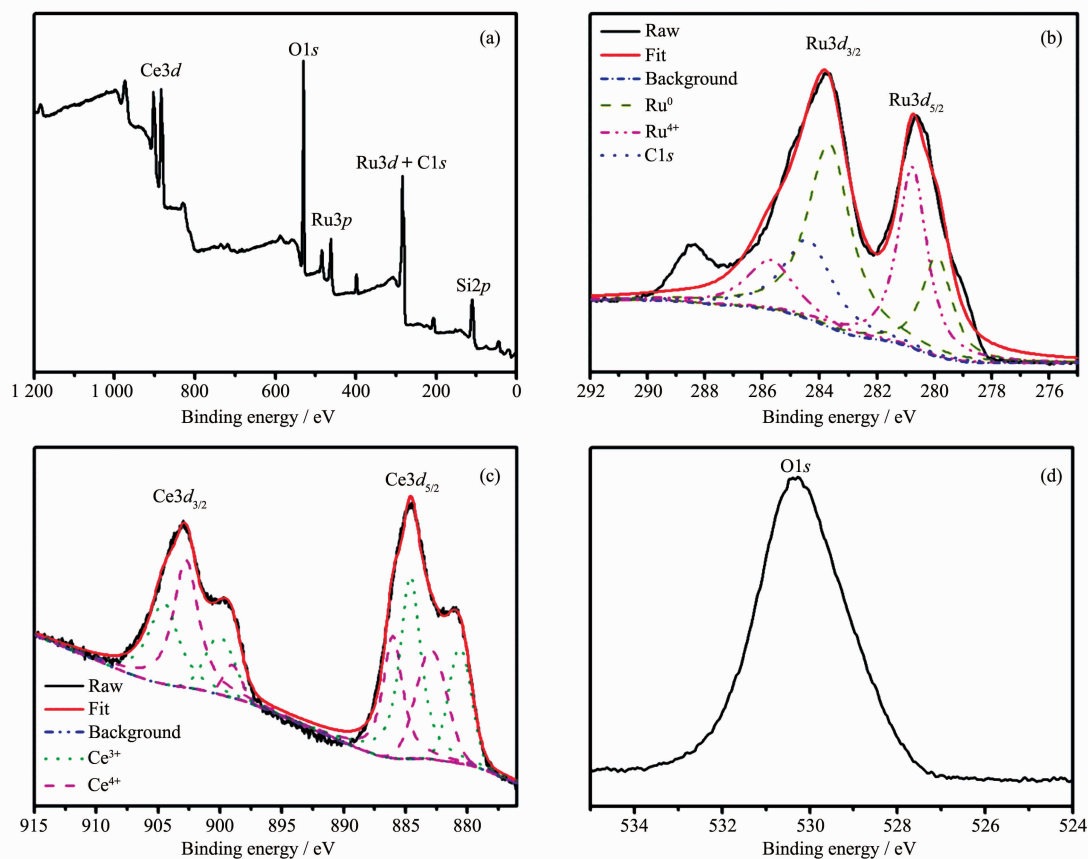 (a)
Ce3d
O1s
Ru3d + C1s
Ru3p
Si2p
1 200
1 000
800
600
400
200
0
Binding energy / eV
(b)
Raw
Fit
Background
Ru⁰
Ru⁴⁺
C1s
Ru3d₃/₂
Ru3d₅/₂
292
290
288
286
284
282
280
278
276
Binding energy / eV
(c)
Ce3d₃/₂
Ce3d₅/₂
Raw
Fit
Background
Ce³⁺
Ce⁴⁺
915
910
905
900
895
890
885
880
Binding energy / eV
(d)
O1s
534
532
530
528
526
524
Binding energy / eV